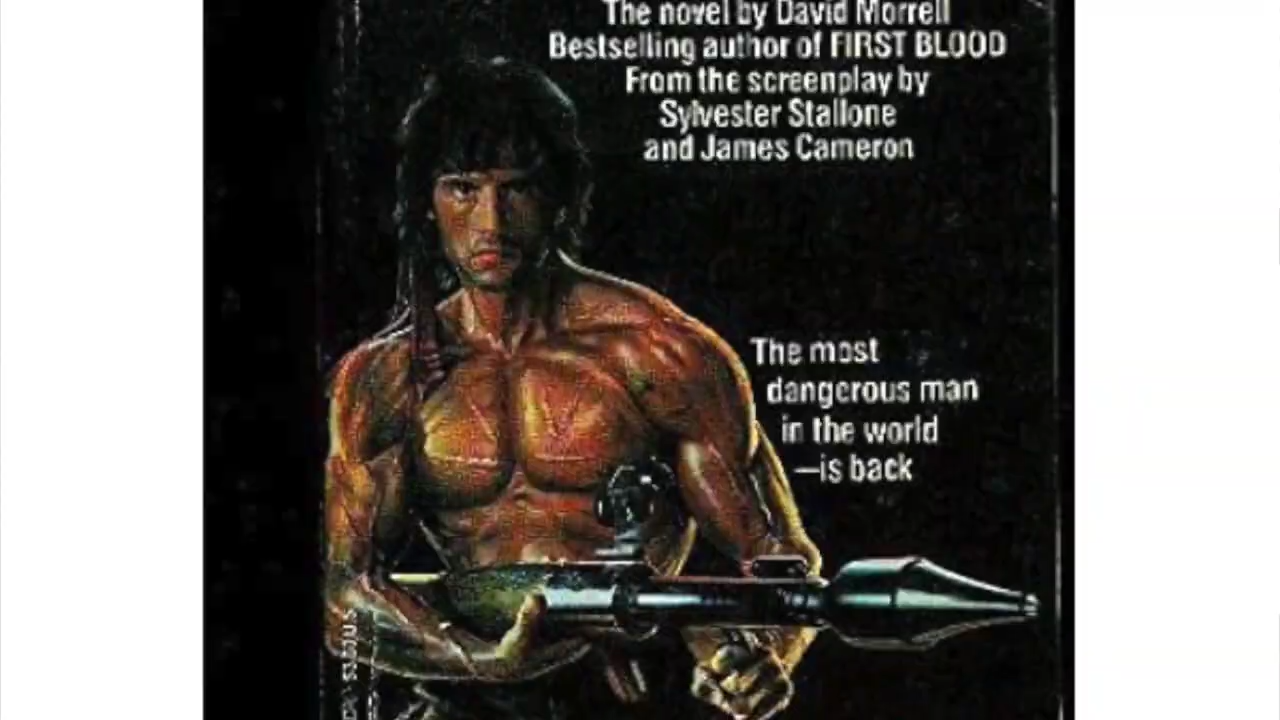 The novel by David Morrell
Bestselling author of FIRST BLOOD
From the screenplay by
Sylvester Stallone
and James Cameron
The most
dangerous man
in the world
—is back